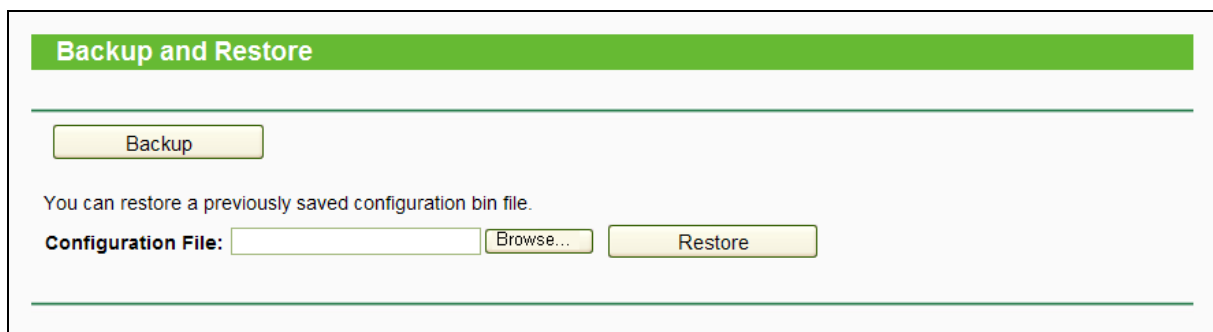 Backup and Restore
Backup
You can restore a previously saved configuration bin file.
Configuration File: Browse... Restore